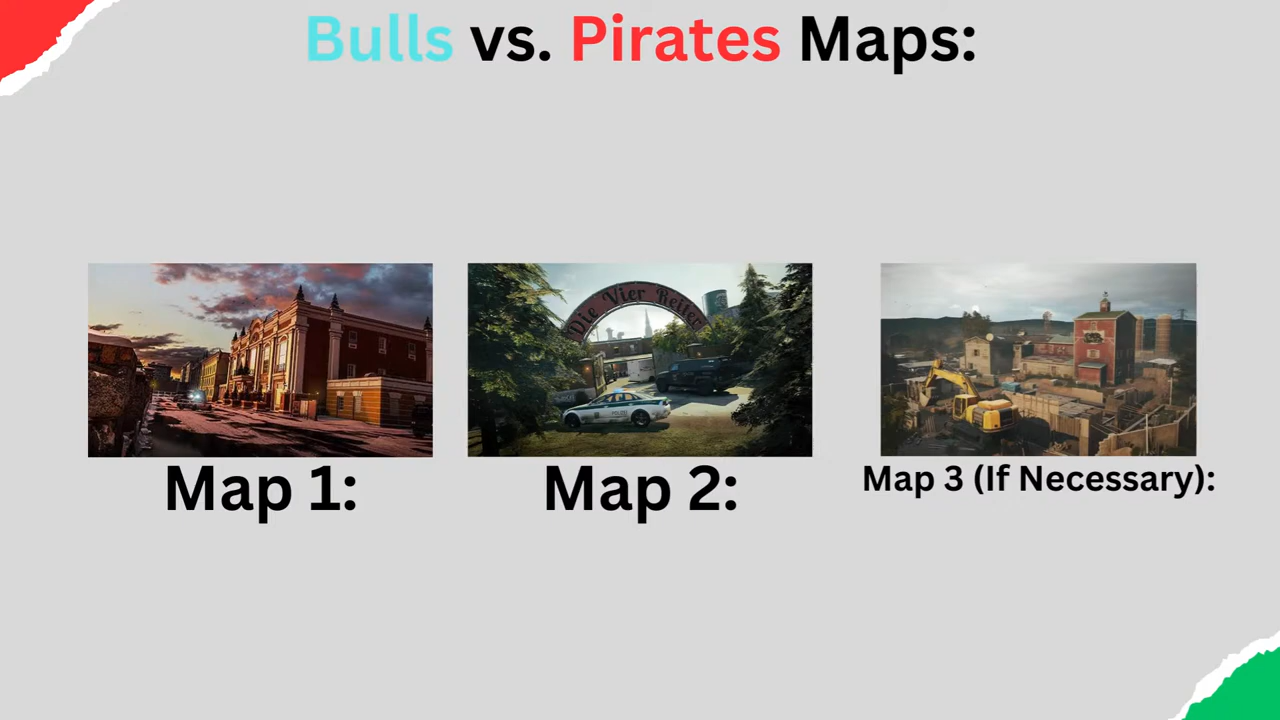 Bulls vs. Pirates Maps:
Die Vier Reiter
Map 1:
Map 2:
Map 3 (If Necessary):